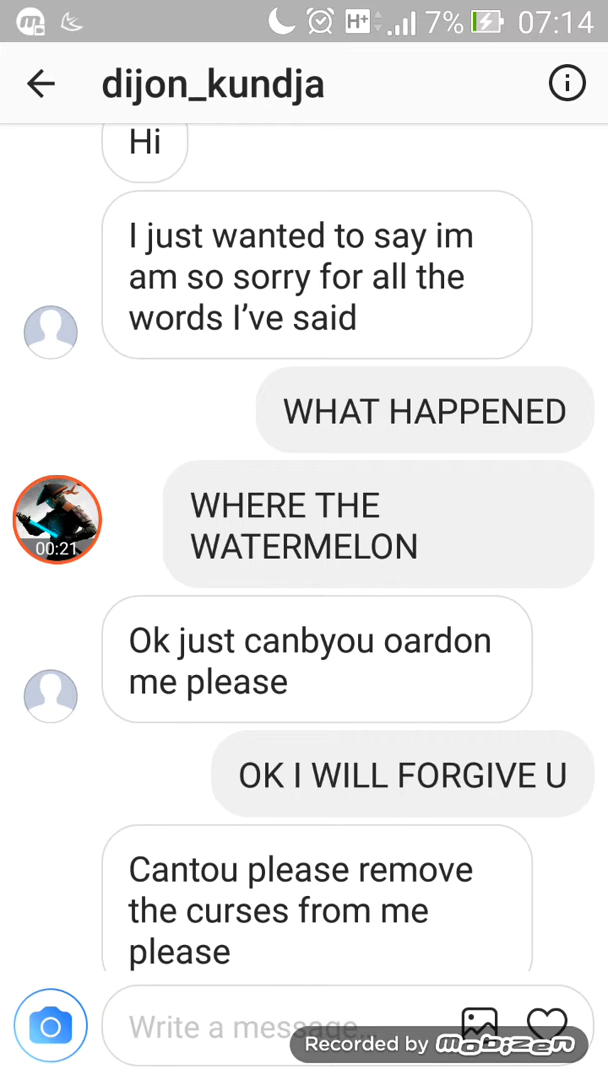 H+ 7% 07:14
dijon_kundja
Hi
I just wanted to say im
am so sorry for all the
words I've said
WHAT HAPPENED
WHERE THE
WATERMELON
00:21
Ok just canbyou oardon
me please
OK I WILL FORGIVE U
Cantou please remove
the curses from me
please
Write a message...
Recorded by mobizen